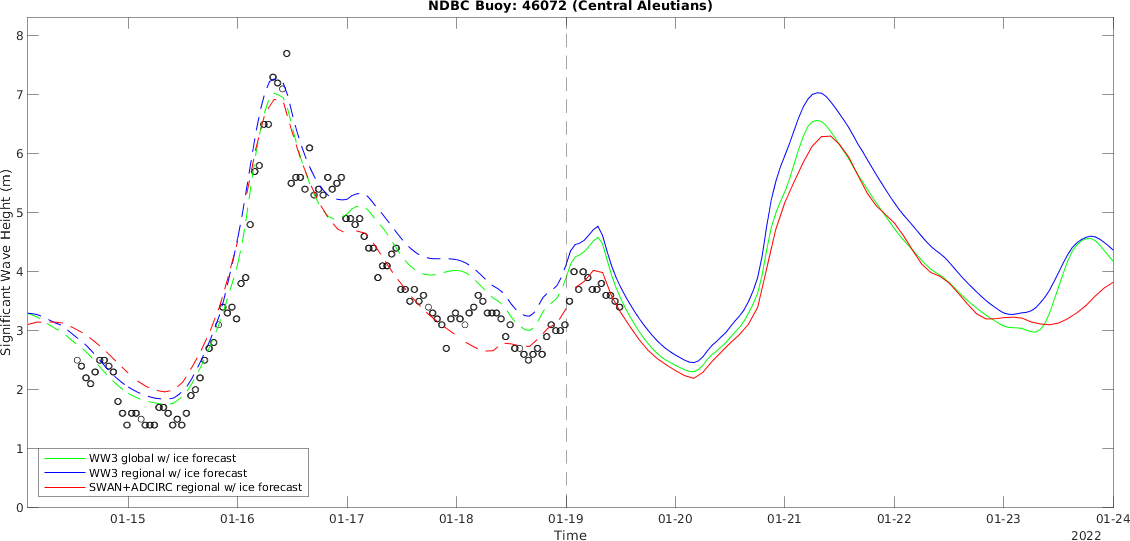 NDBC Buoy: 46072 (Central Aleutians)
8
7
6
5
4
3
2
1
0
Significant Wave Height (m)
WW3 global w/ ice forecast
WW3 regional w/ ice forecast
SWAN+ADCIRC regional w/ ice forecast
01-15 01-16 01-17 01-18 01-19 01-20 01-21 01-22 01-23 01-24
Time
2022